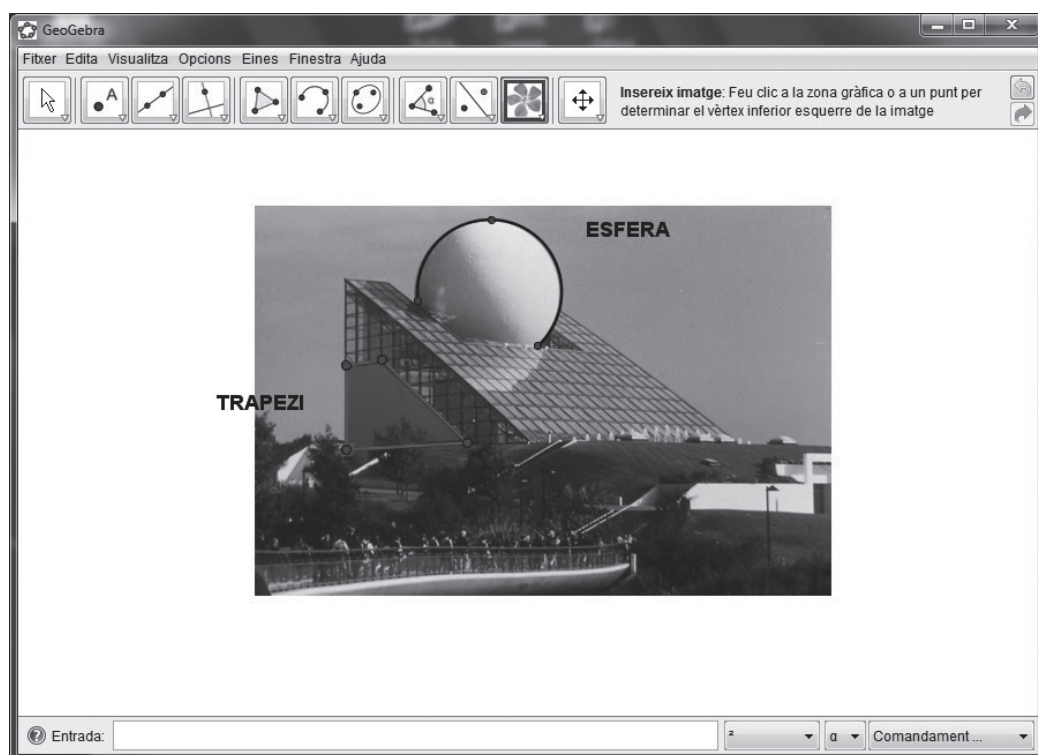 GeoGebra
Fitxer Edita Visualitza Opcions Eines Finestra Ajuda
A
α
Insereix imatge: Feu clic a la zona gràfica o a un punt per
determinar el vèrtex inferior esquerre de la imatge
ESFERA
TRAPEZI
Entrada:
²
α
Comandament ...